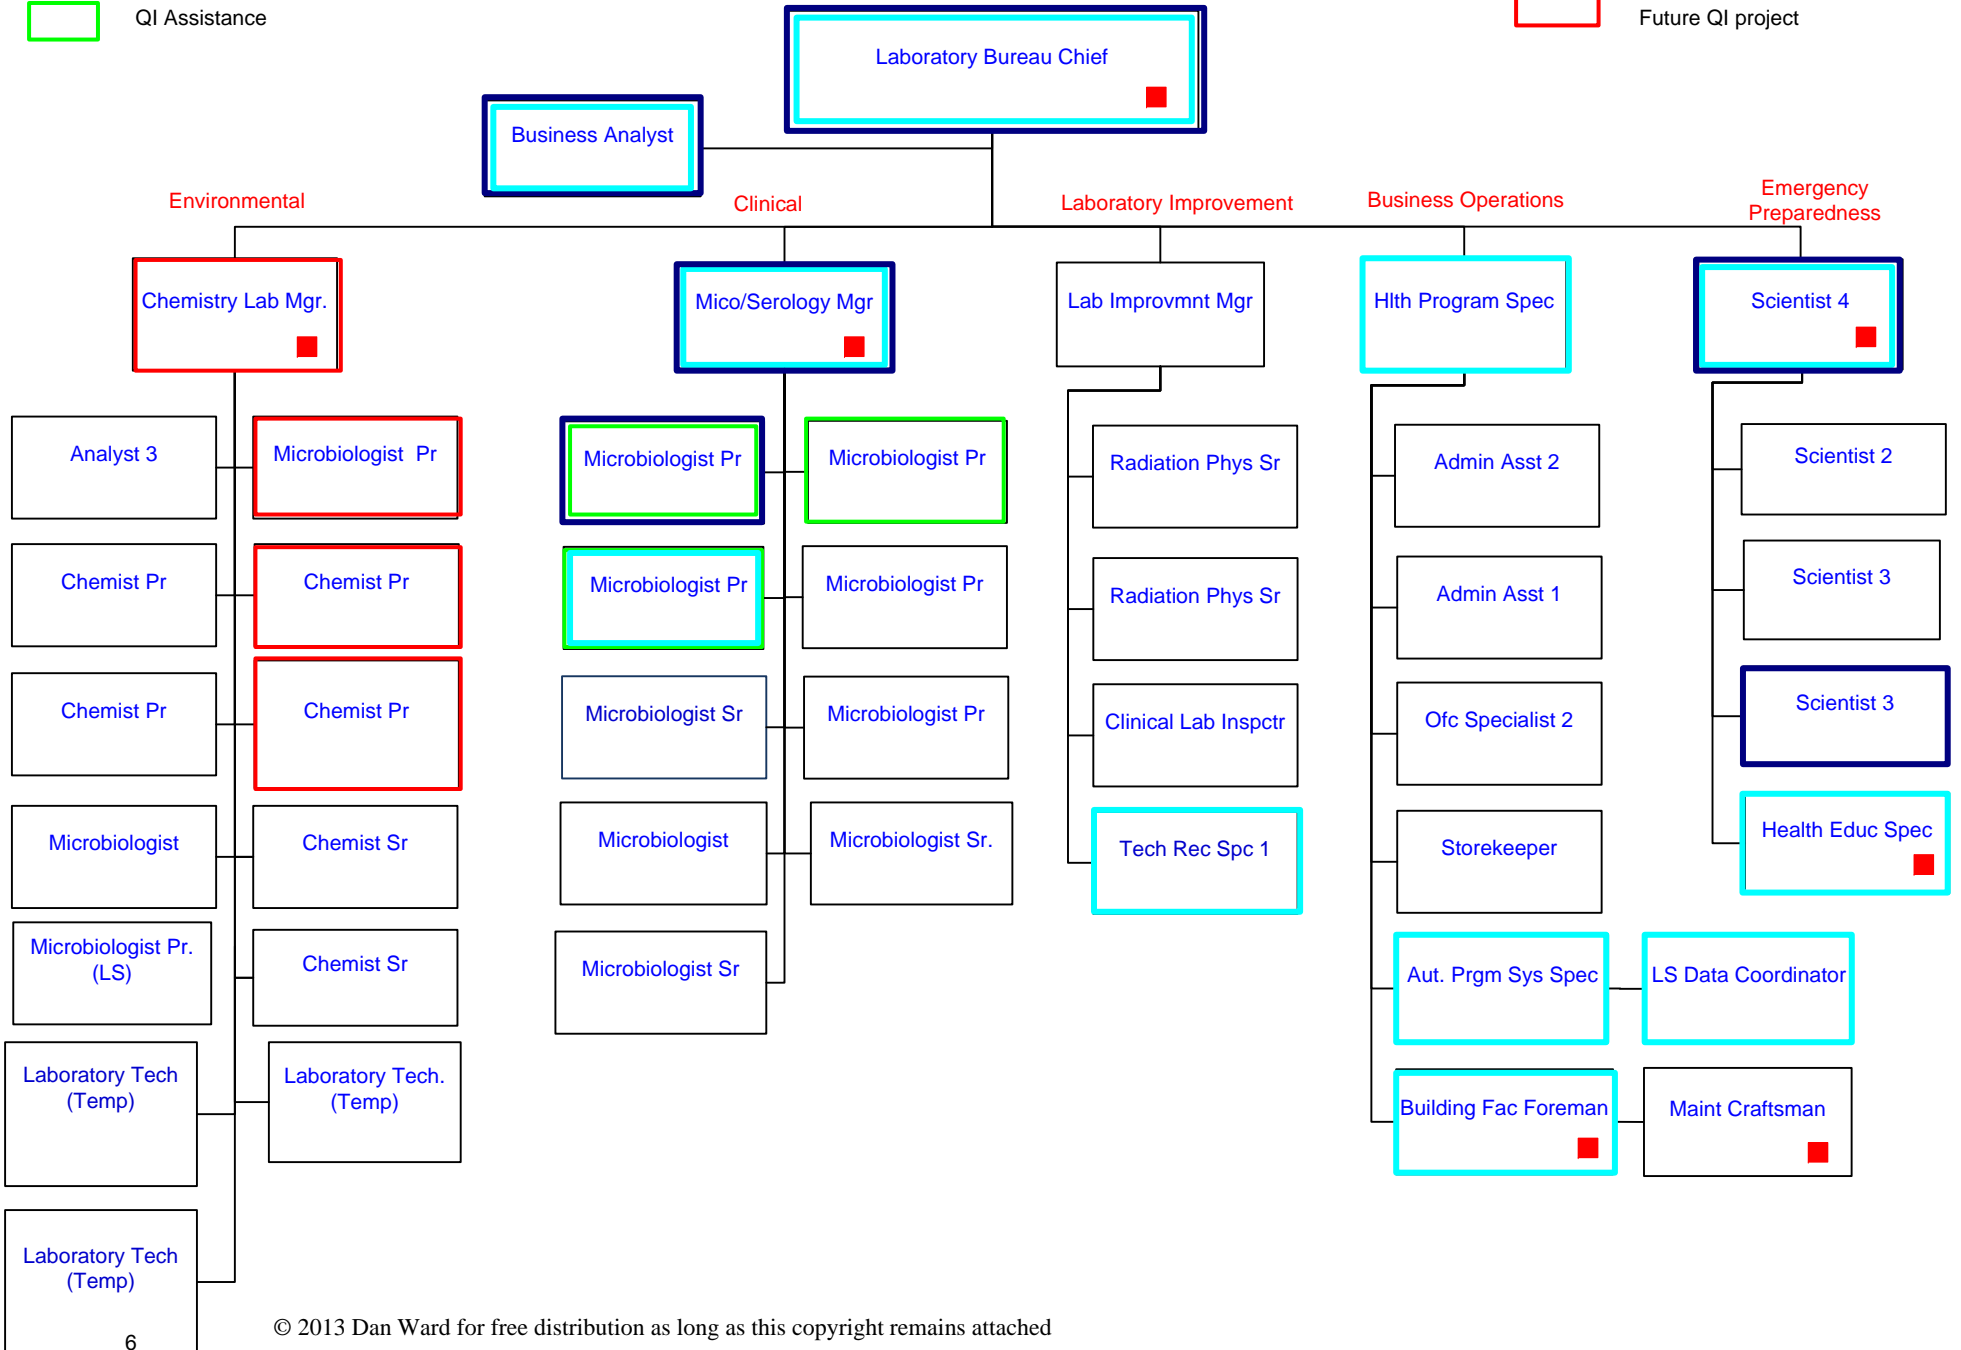 QI Assistance
Future QI project
Laboratory Bureau Chief
Business Analyst
Environmental
Clinical
Laboratory Improvement
Business Operations
Emergency
Preparedness
Chemistry Lab Mgr.
Mico/Serology Mgr
Lab Improvmnt Mgr
Hlth Program Spec
Scientist 4
Analyst 3
Microbiologist  Pr
Chemist Pr
Chemist Pr
Chemist Pr
Chemist Pr
Microbiologist
Chemist Sr
Microbiologist Pr.
(LS)
Chemist Sr
Laboratory Tech
(Temp)
Laboratory Tech.
(Temp)
Laboratory Tech
(Temp)
Microbiologist Pr
Microbiologist Pr
Microbiologist Pr
Microbiologist Pr
Microbiologist Sr
Microbiologist Pr
Microbiologist
Microbiologist Sr.
Microbiologist Sr
Radiation Phys Sr
Radiation Phys Sr
Clinical Lab Inspctr
Tech Rec Spc 1
Admin Asst 2
Admin Asst 1
Ofc Specialist 2
Storekeeper
Aut. Prgm Sys Spec
LS Data Coordinator
Building Fac Foreman
Maint Craftsman
Scientist 2
Scientist 3
Scientist 3
Health Educ Spec
6
© 2013 Dan Ward for free distribution as long as this copyright remains attached